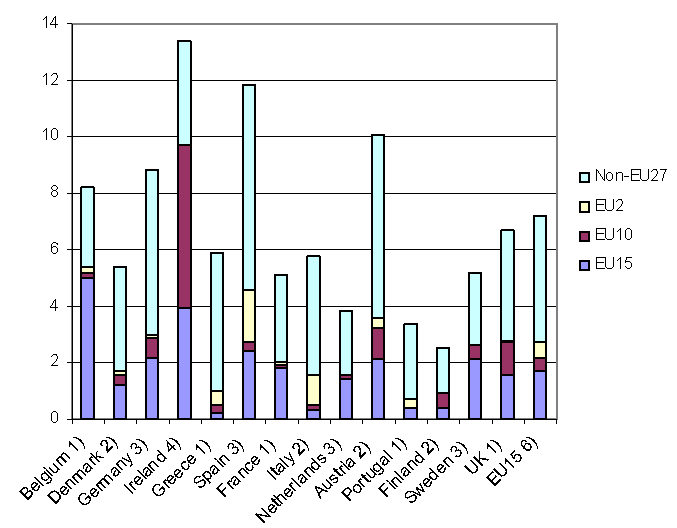 14
12
10
8
6
4
2
0
Non-EU27
EU2
EU10
EU15
Belgium 1)
Denmark 2)
Germany 3)
Ireland 4)
Greece 1)
Spain 3)
France 1)
Italy 2)
Netherlands 3)
Austria 2)
Portugal 1)
Finland 2)
Sweden 3)
UK 1)
EU15 6)